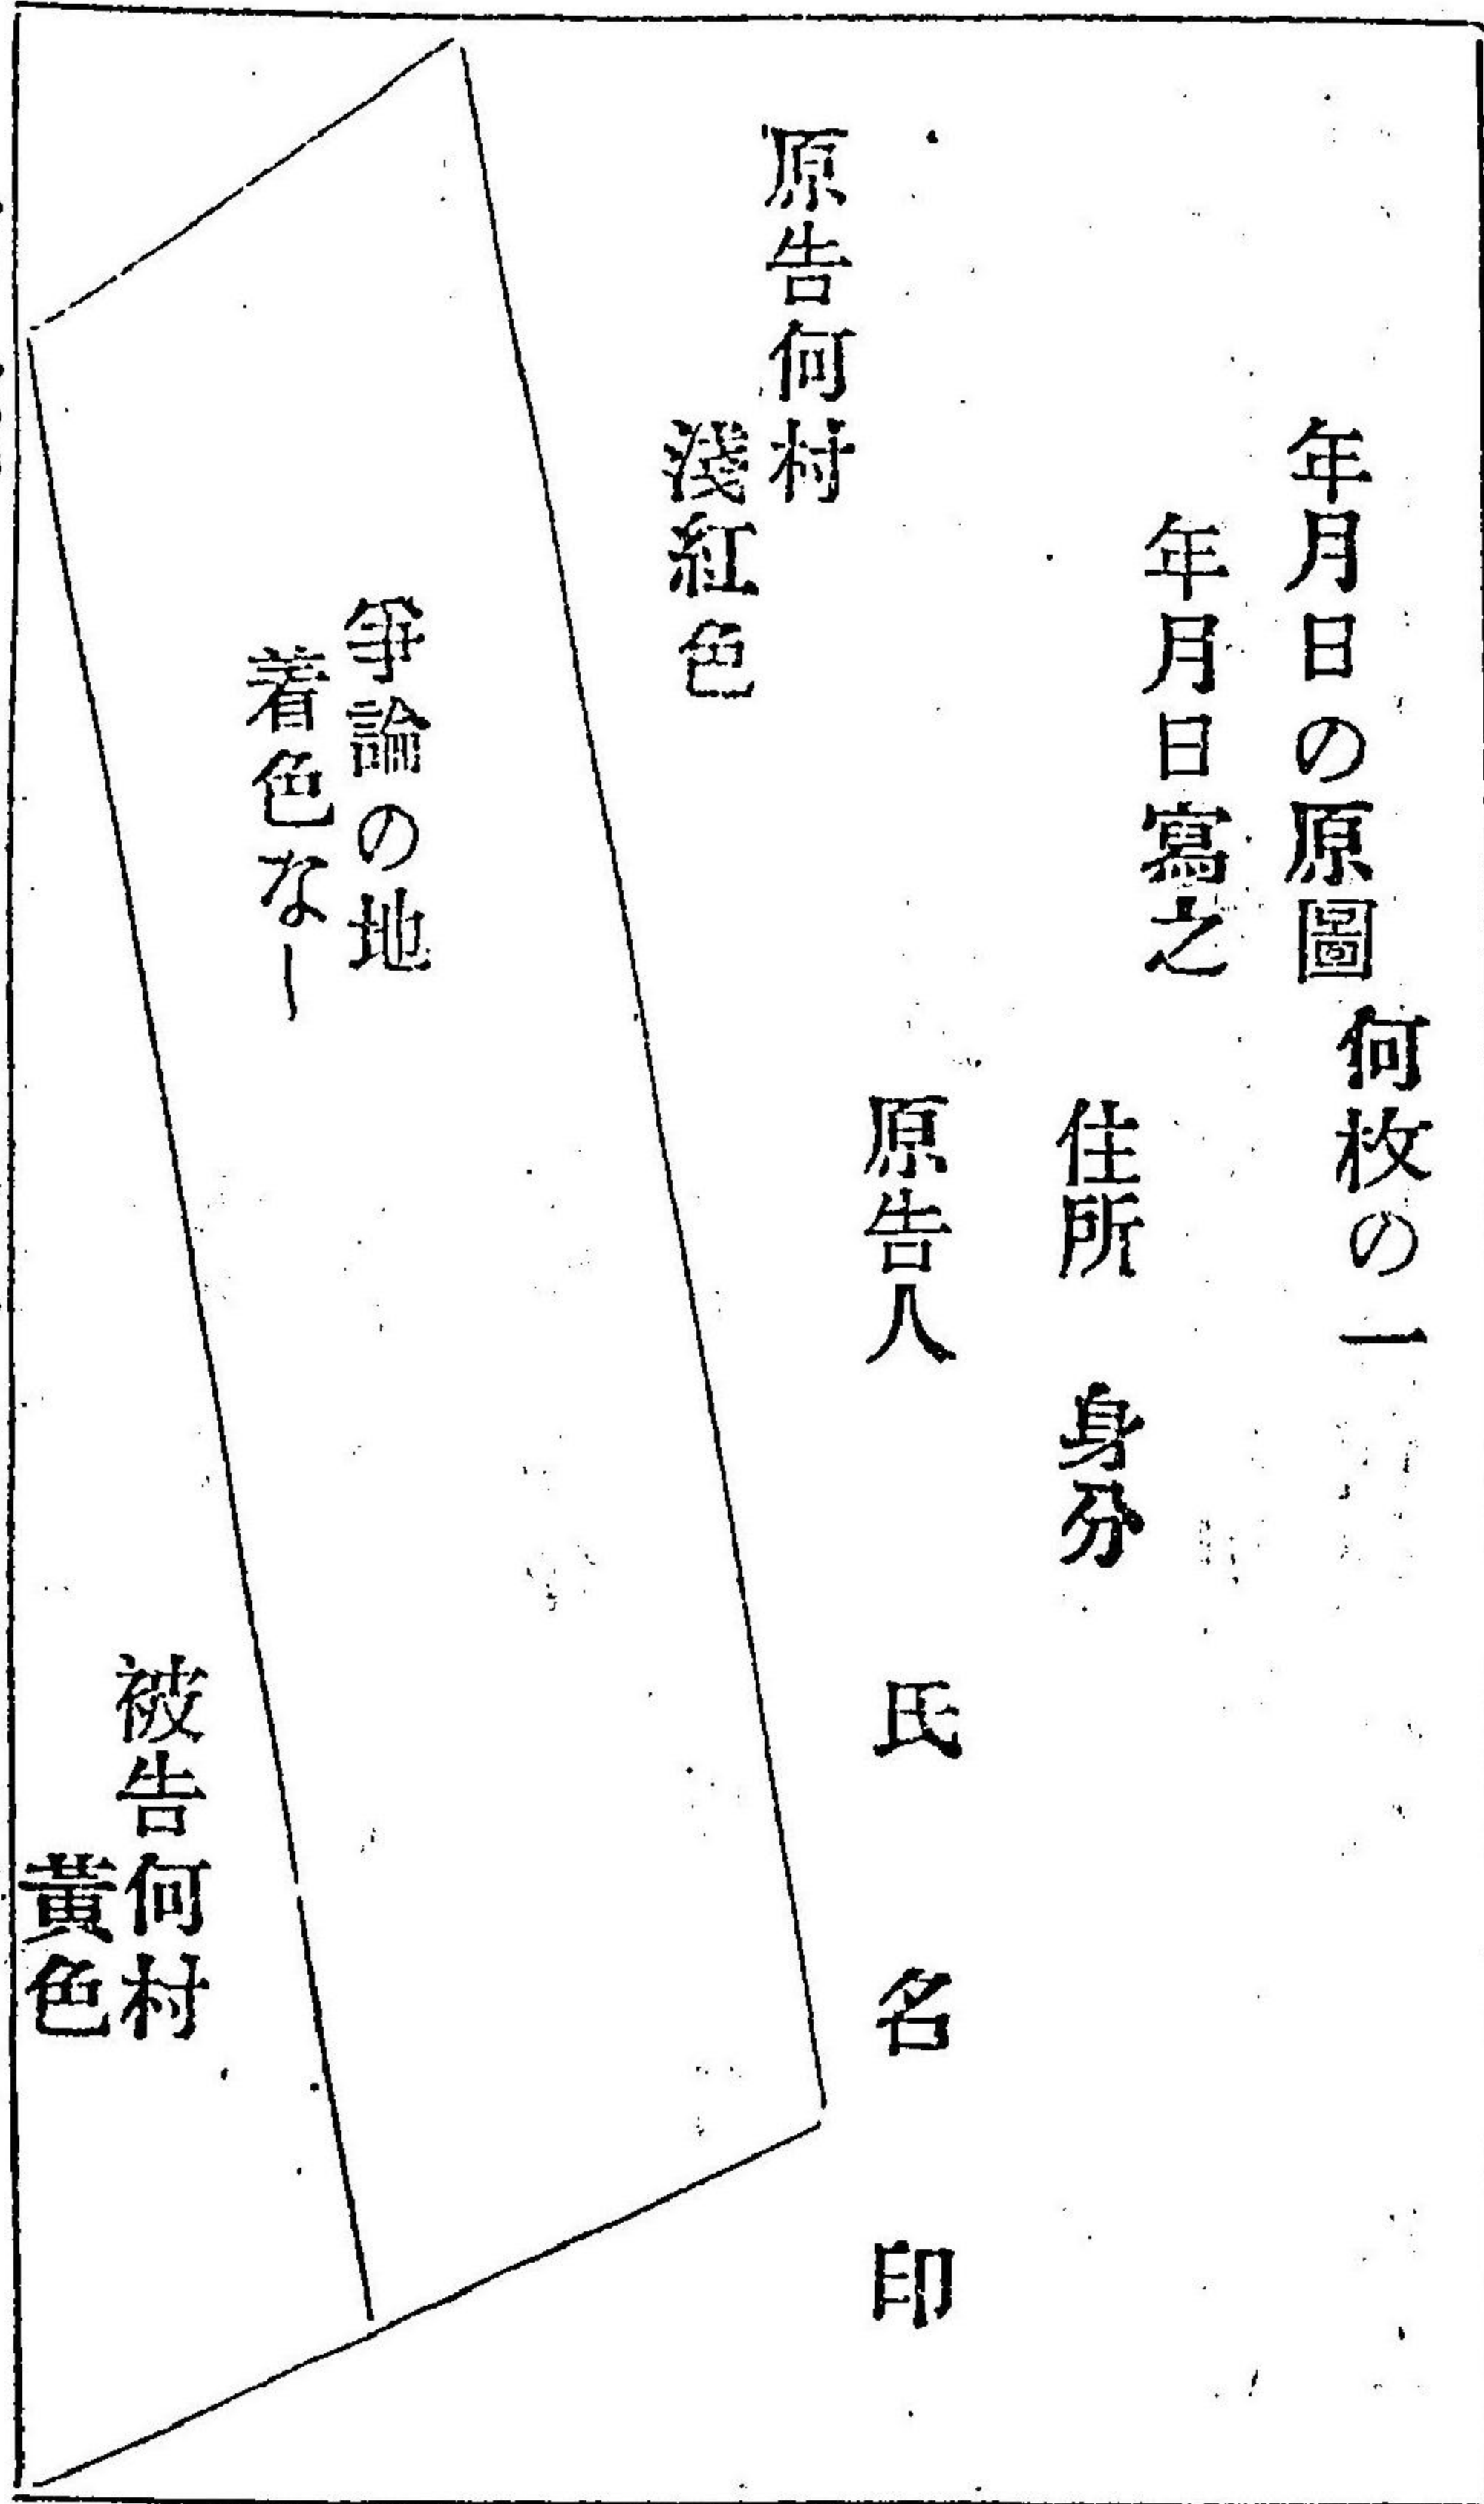 年月日の原圖
何枚の一
年月日寫之
住所　身分
原告人　氏　名　印
原告何村
淺紅色
爭論の地
着色なし
被告何村
黃色